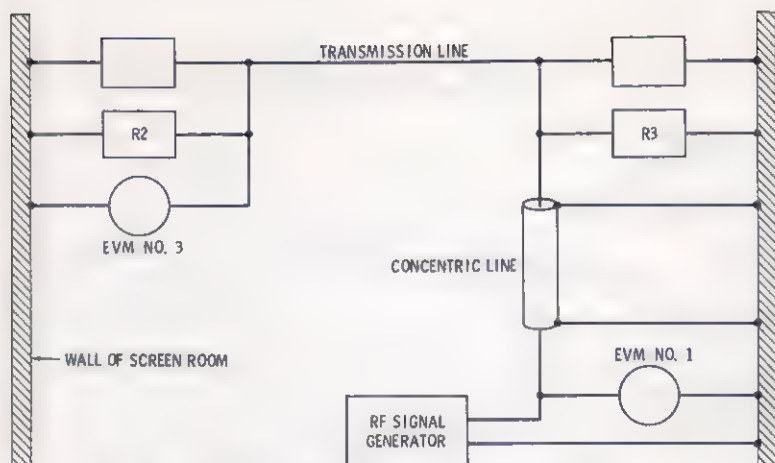 TRANSMISSION LINE
R2
R3
EVM NO. 3
CONCENTRIC LINE
WALL OF SCREEN ROOM
EVM NO. 1
RF SIGNAL
GENERATOR